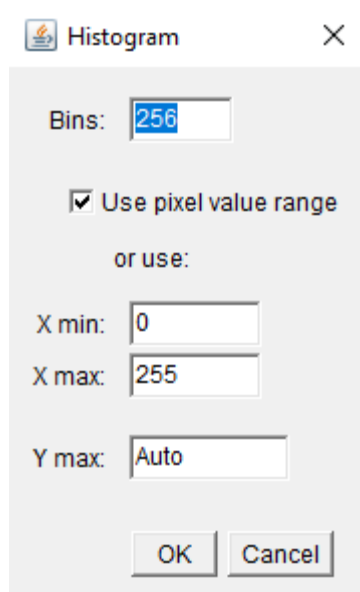 Histogram
Bins: 256
Use pixel value range
or use:
X min: 0
X max: 255
Y max: Auto
OK Cancel